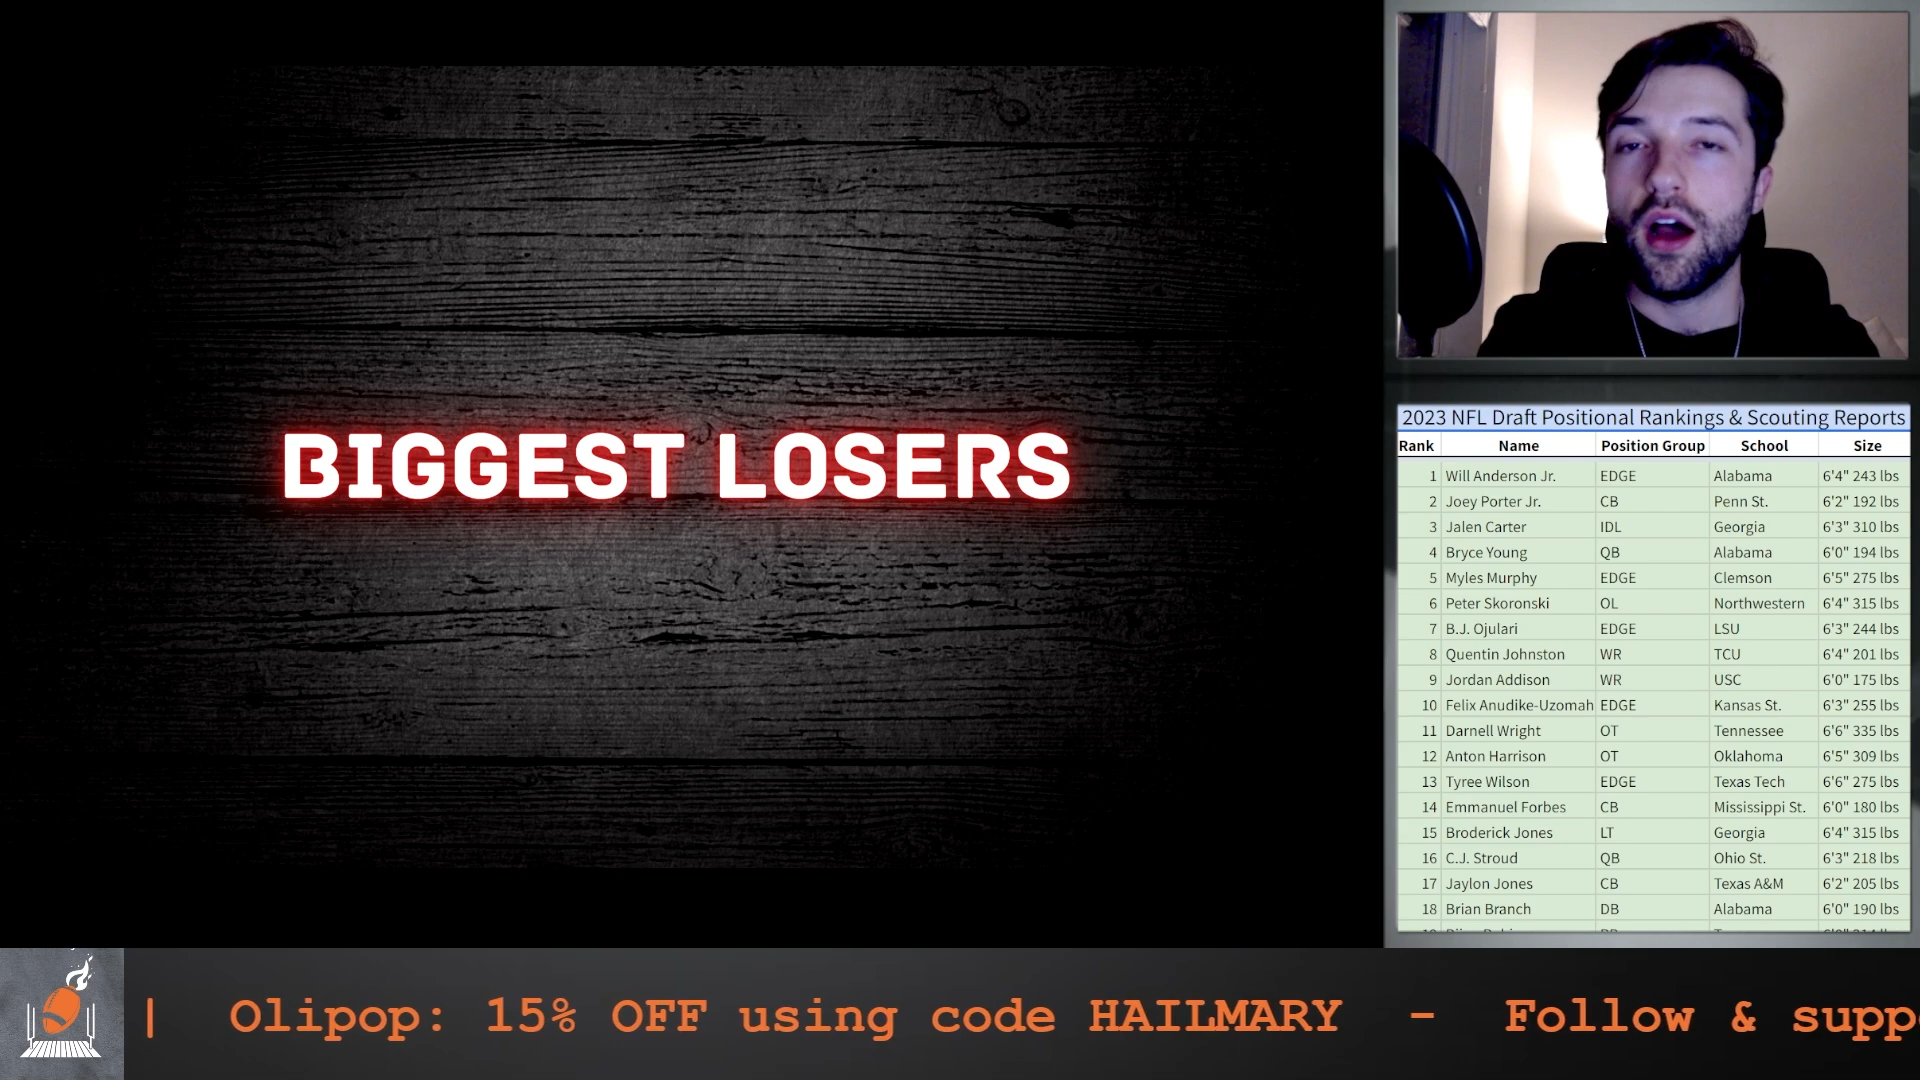 BIGGEST LOSERS
2023 NFL Draft Positional Rankings & Scouting Reports
Rank Name Position Group School Size
1 Will Anderson Jr. EDGE Alabama 6'4" 243 lbs
2 Joey Porter Jr. CB Penn St. 6'2" 192 lbs
3 Jalen Carter IDL Georgia 6'3" 310 lbs
4 Bryce Young QB Alabama 6'0" 194 lbs
5 Myles Murphy EDGE Clemson 6'5" 275 lbs
6 Peter Skoronski OL Northwestern 6'4" 315 lbs
7 B.J. Ojulari EDGE LSU 6'3" 244 lbs
8 Quentin Johnston WR TCU 6'4" 201 lbs
9 Jordan Addison WR USC 6'0" 175 lbs
10 Felix Anudike-Uzomah EDGE Kansas St. 6'3" 255 lbs
11 Darnell Wright OT Tennessee 6'6" 335 lbs
12 Anton Harrison OT Oklahoma 6'5" 309 lbs
13 Tyree Wilson EDGE Texas Tech 6'6" 275 lbs
14 Emmanuel Forbes CB Mississippi St. 6'0" 180 lbs
15 Broderick Jones LT Georgia 6'4" 315 lbs
16 C.J. Stroud QB Ohio St. 6'3" 218 lbs
17 Jaylon Jones CB Texas A&M 6'2" 205 lbs
18 Brian Branch DB Alabama 6'0" 190 lbs
| Olipop: 15% OFF using code HAILMARY - Follow & supp